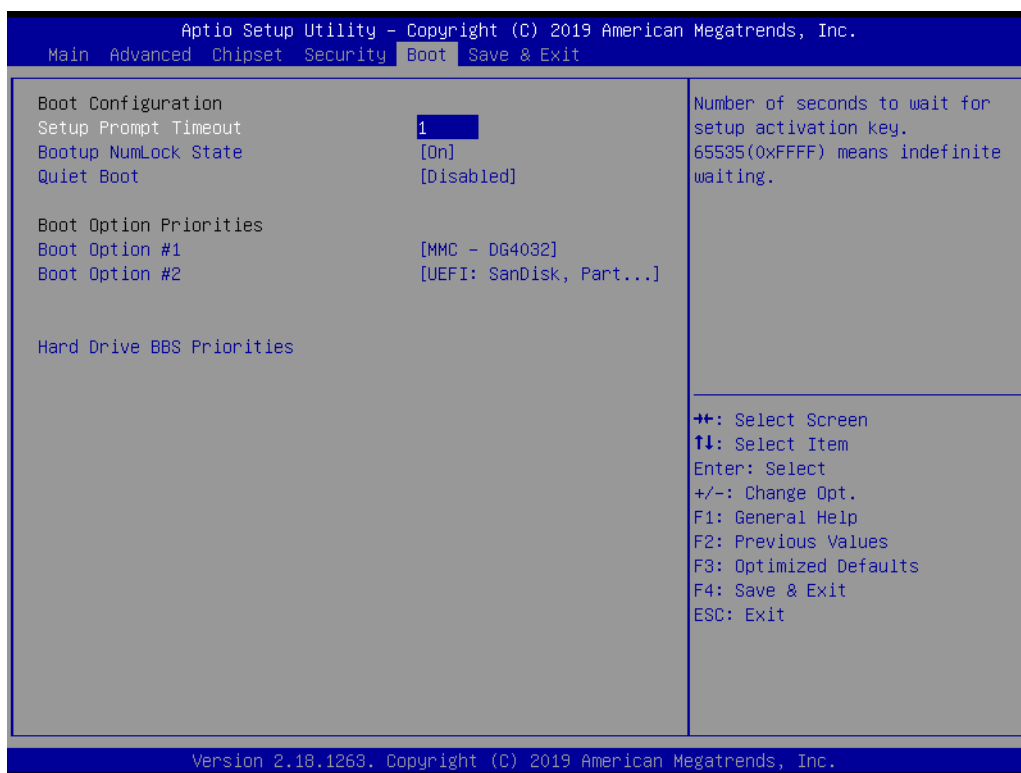 Aptio Setup Utility – Copyright (C) 2019 American Megatrends, Inc.
Main Advanced Chipset Security Boot Save & Exit
Boot Configuration
Setup Prompt Timeout 1
Bootup NumLock State [On]
Quiet Boot [Disabled]
Boot Option Priorities
Boot Option #1 [MMC – DG4032]
Boot Option #2 [UEFI: SanDisk, Part...]
Hard Drive BBS Priorities
Number of seconds to wait for
setup activation key.
65535(0xFFFF) means indefinite
waiting.
→←: Select Screen
↑↓: Select Item
Enter: Select
+/-: Change Opt.
F1: General Help
F2: Previous Values
F3: Optimized Defaults
F4: Save & Exit
ESC: Exit
Version 2.18.1263. Copyright (C) 2019 American Megatrends, Inc.